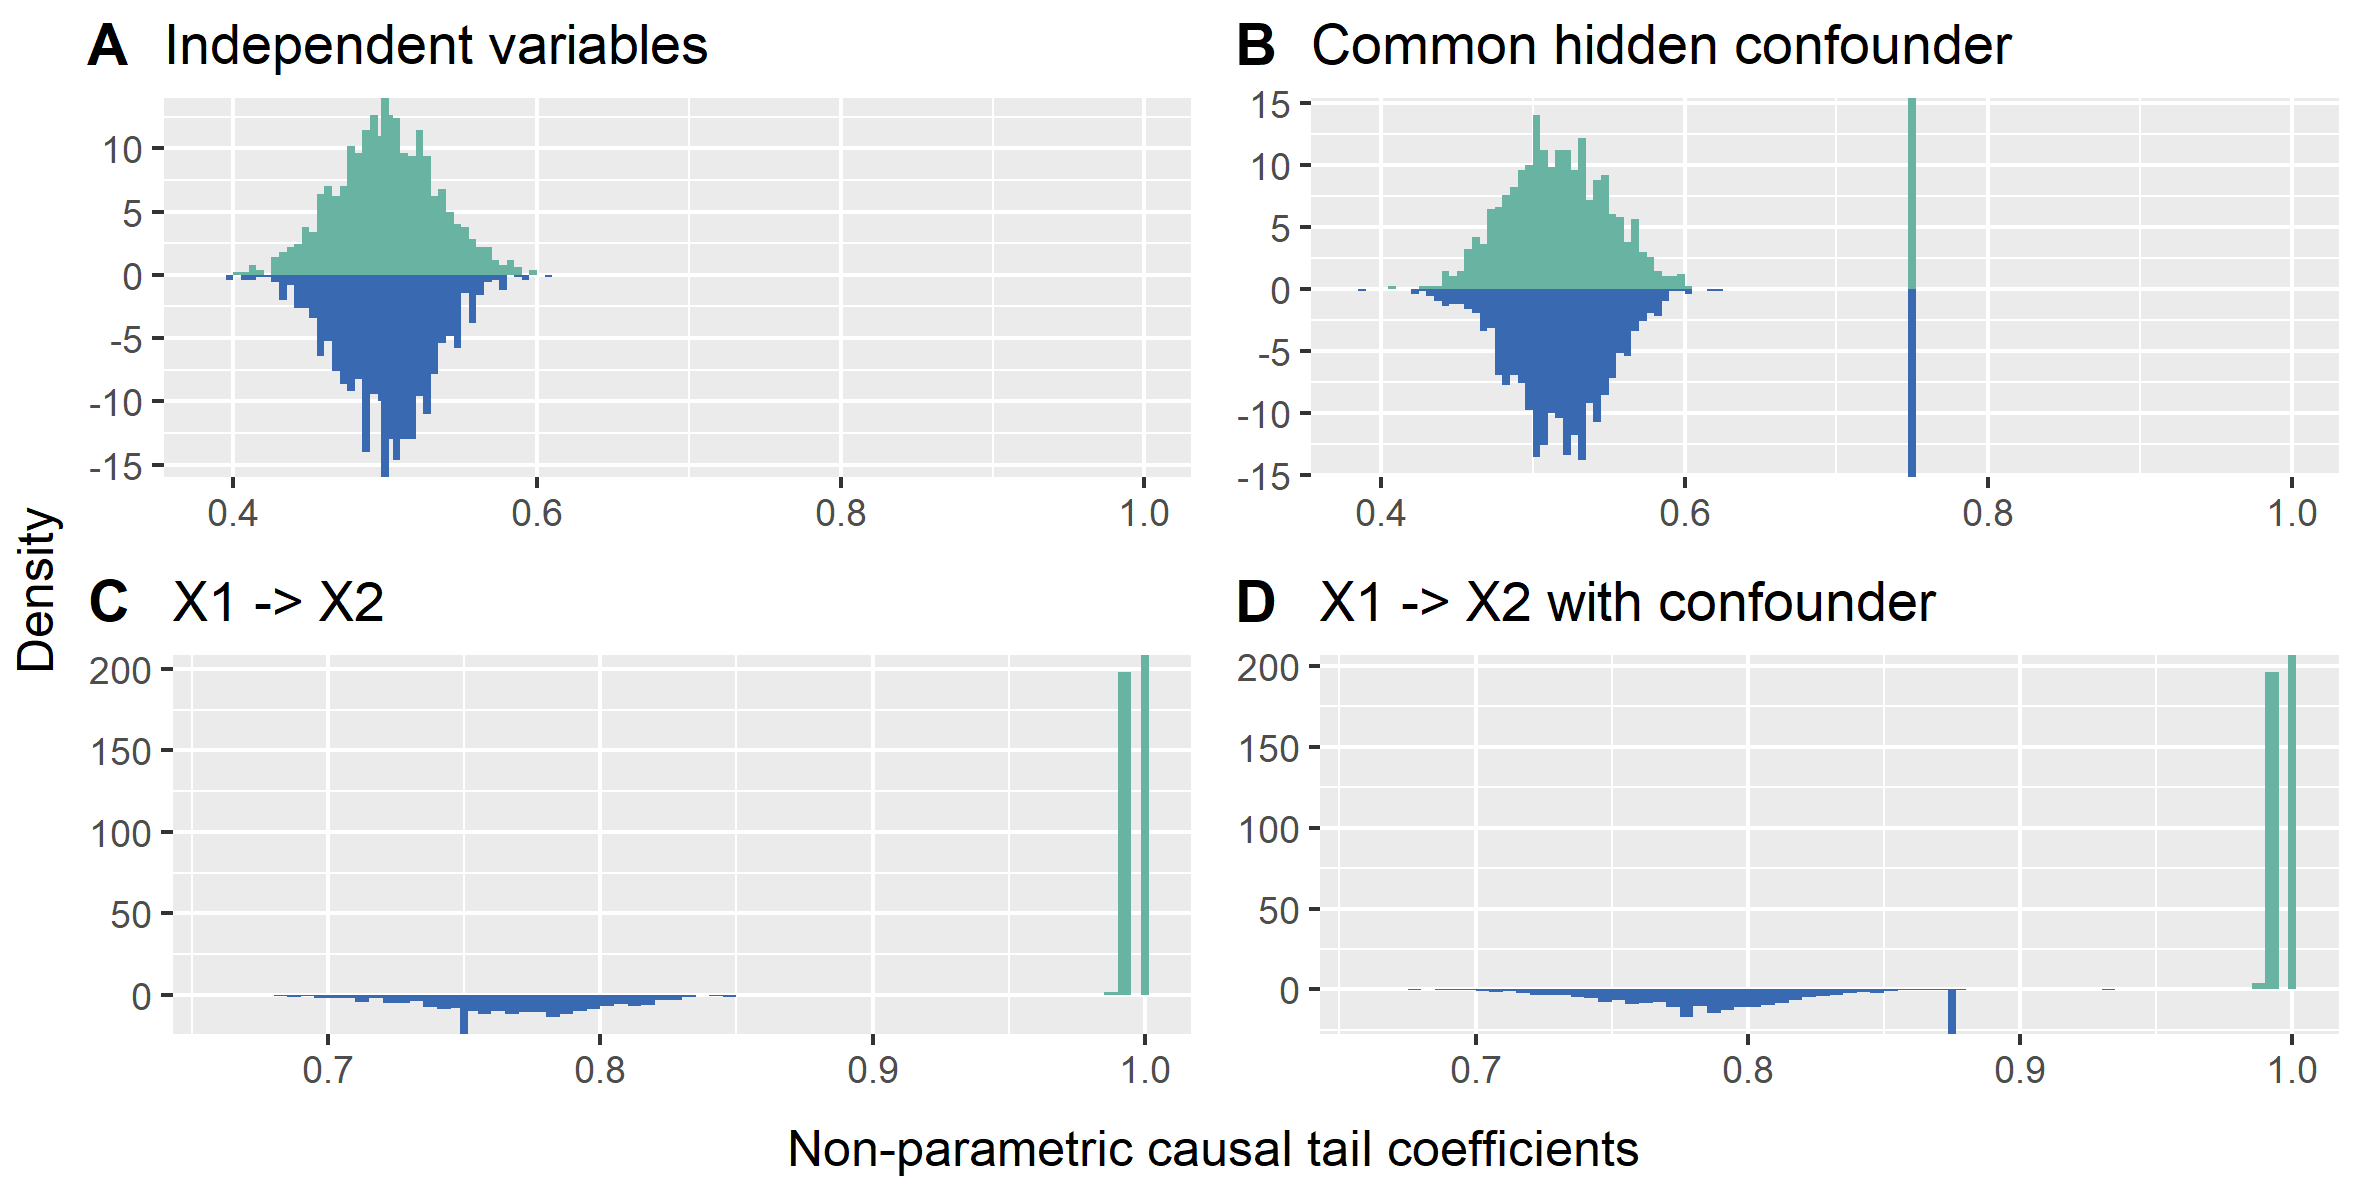 A Independent variables
10
5
0
-5
-10
-15
0.4 0.6 0.8 1.0
B Common hidden confounder
15
10
5
0
-5
-10
-15
0.4 0.6 0.8 1.0
Density
C X1 -> X2
200
150
100
50
0
0.7 0.8 0.9 1.0
D X1 -> X2 with confounder
200
150
100
50
0
0.7 0.8 0.9 1.0
Non-parametric causal tail coefficients